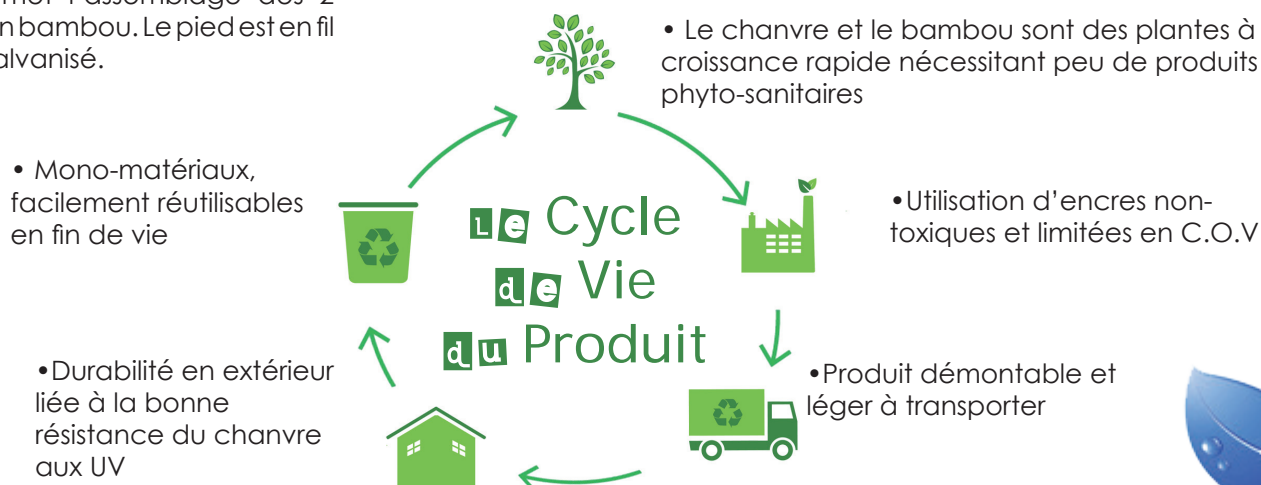 en bambou. Le pied est en fil
galvanisé.
• Le chanvre et le bambou sont des plantes à
croissance rapide nécessitant peu de produits
phyto-sanitaires
• Mono-matériaux,
facilement réutilisables
en fin de vie
Le Cycle
de Vie
du Produit
•Utilisation d’encres non-
toxiques et limitées en C.O.V
•Durabilité en extérieur
liée à la bonne
résistance du chanvre
aux UV
•Produit démontable et
léger à transporter